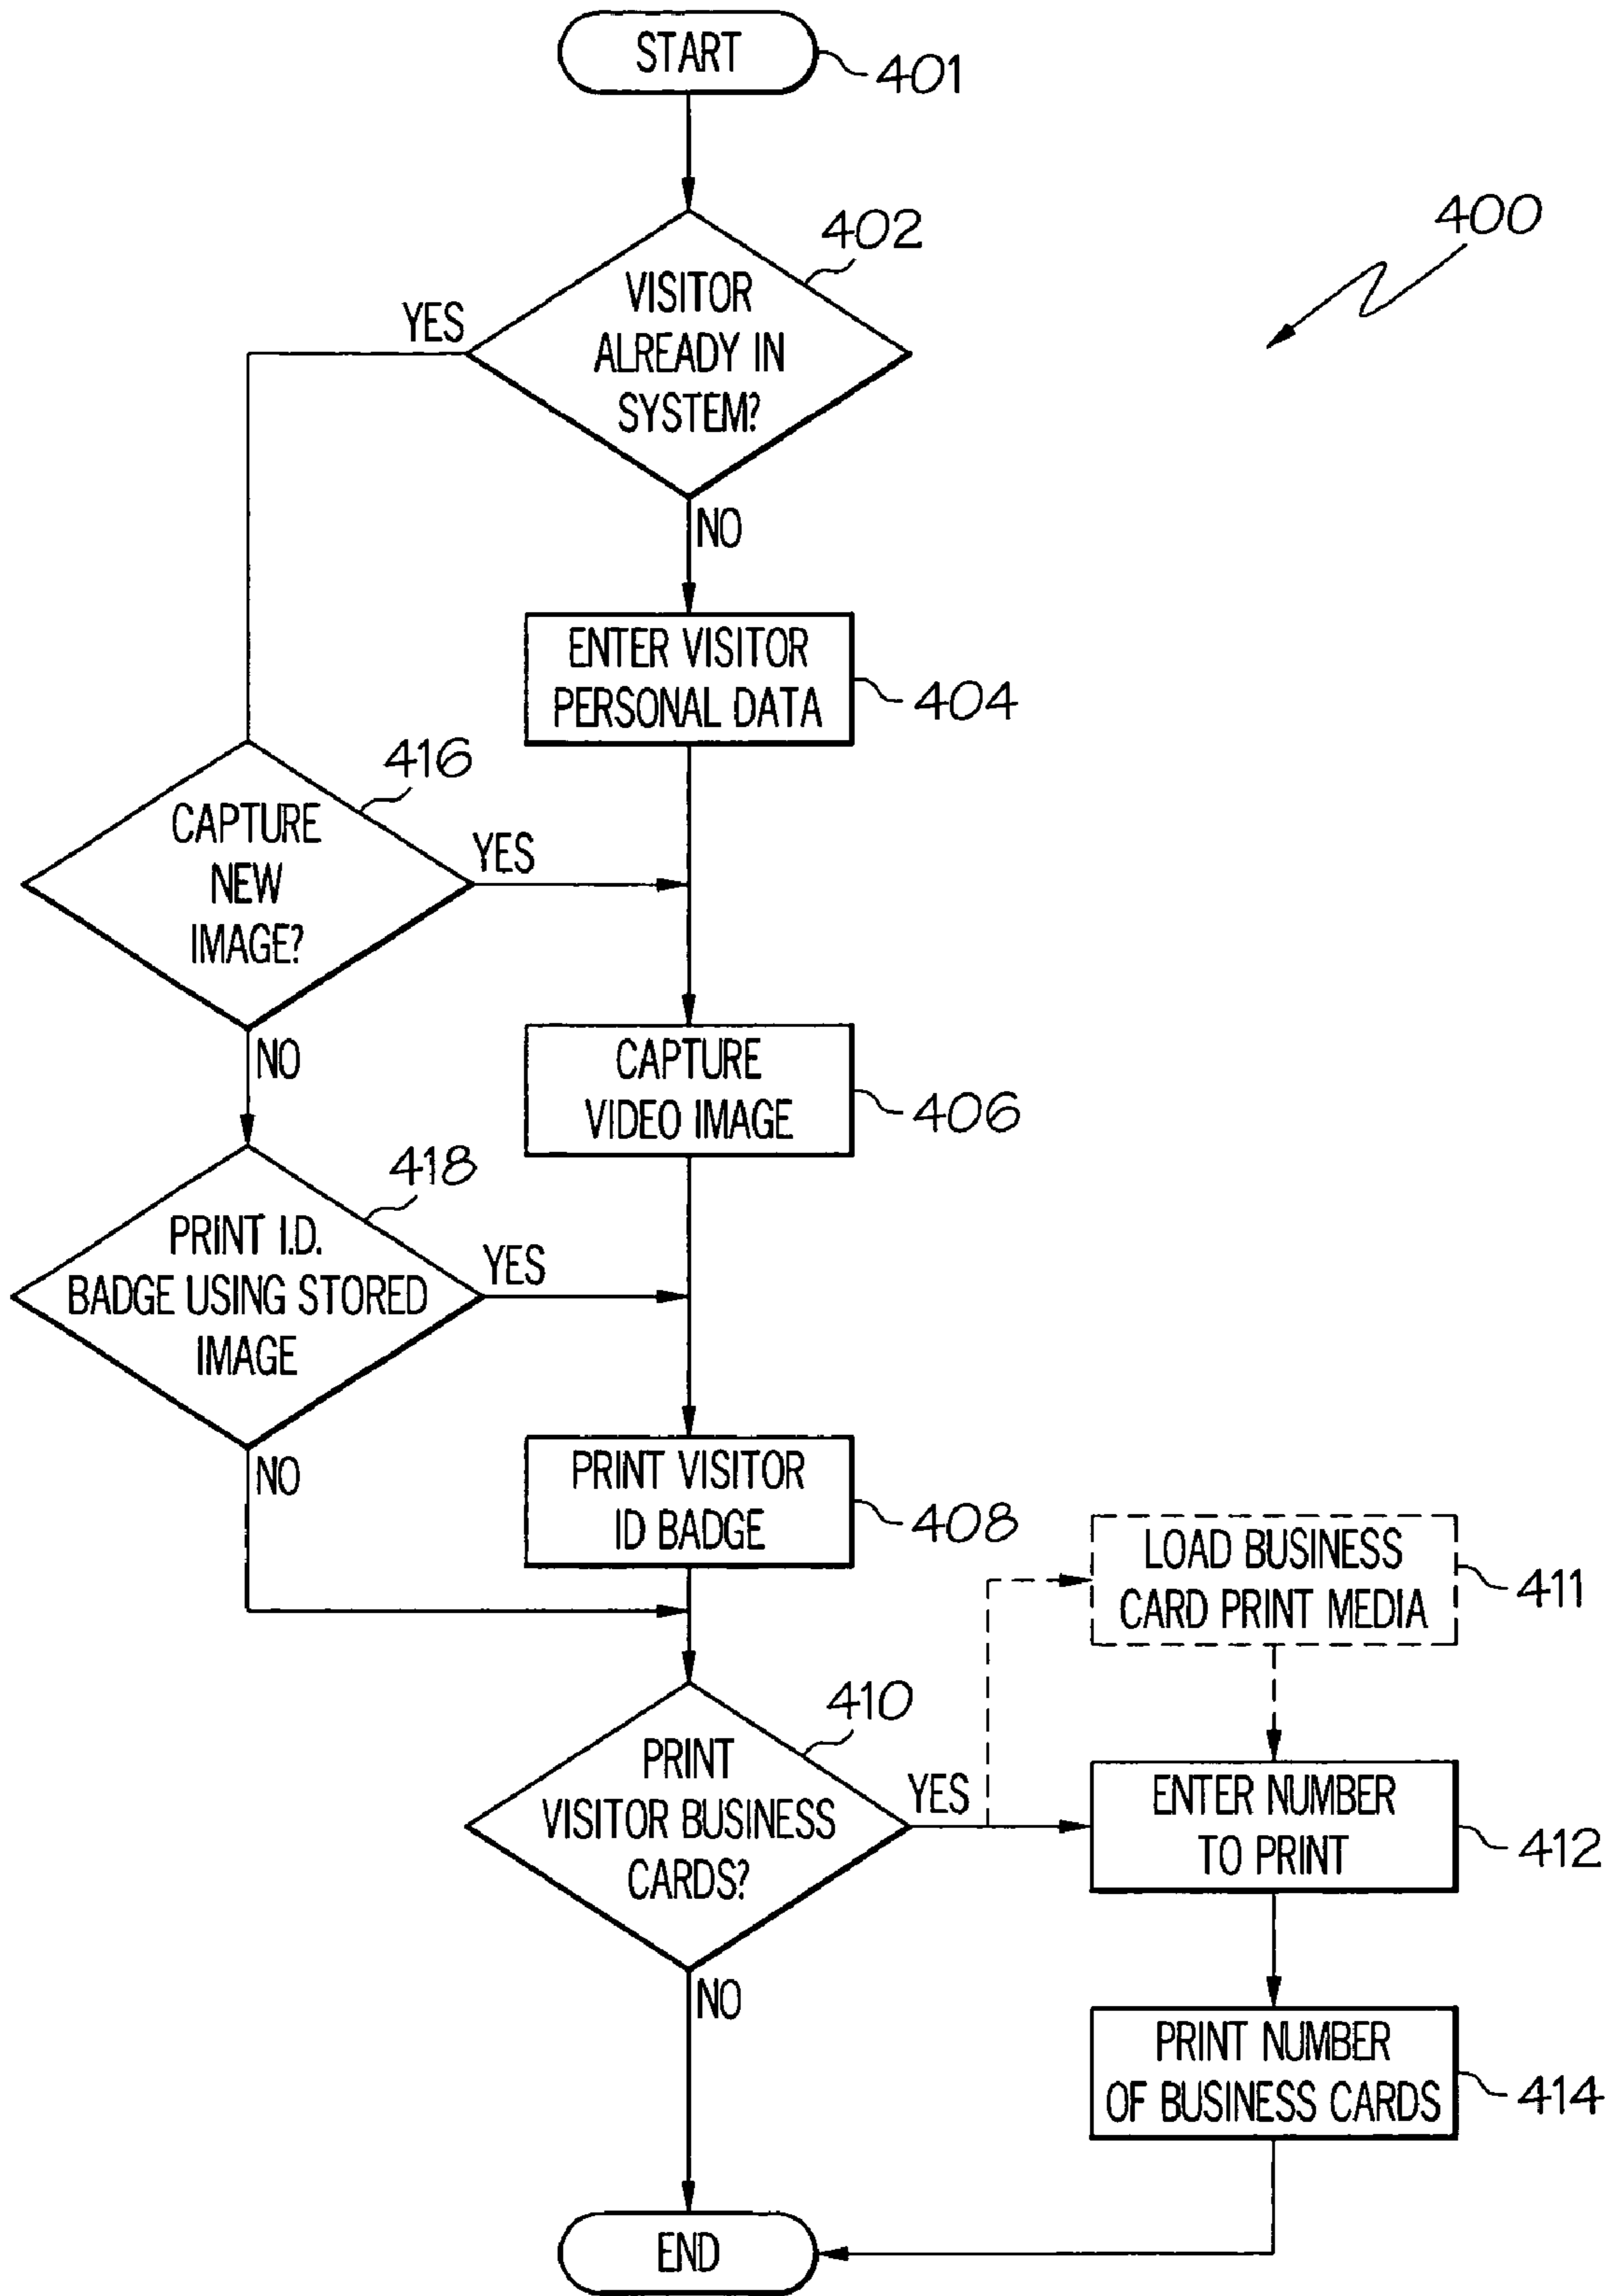 START
401
400
402
VISITOR
ALREADY IN
SYSTEM?
YES
NO
ENTER VISITOR
PERSONAL DATA
404
416
CAPTURE
NEW
IMAGE?
YES
NO
CAPTURE
VIDEO IMAGE
406
418
PRINT I.D.
BADGE USING STORED
IMAGE
YES
NO
PRINT VISITOR
ID BADGE
408
LOAD BUSINESS
CARD PRINT MEDIA
411
410
PRINT
VISITOR BUSINESS
CARDS?
YES
NO
ENTER NUMBER
TO PRINT
412
PRINT NUMBER
OF BUSINESS CARDS
414
END